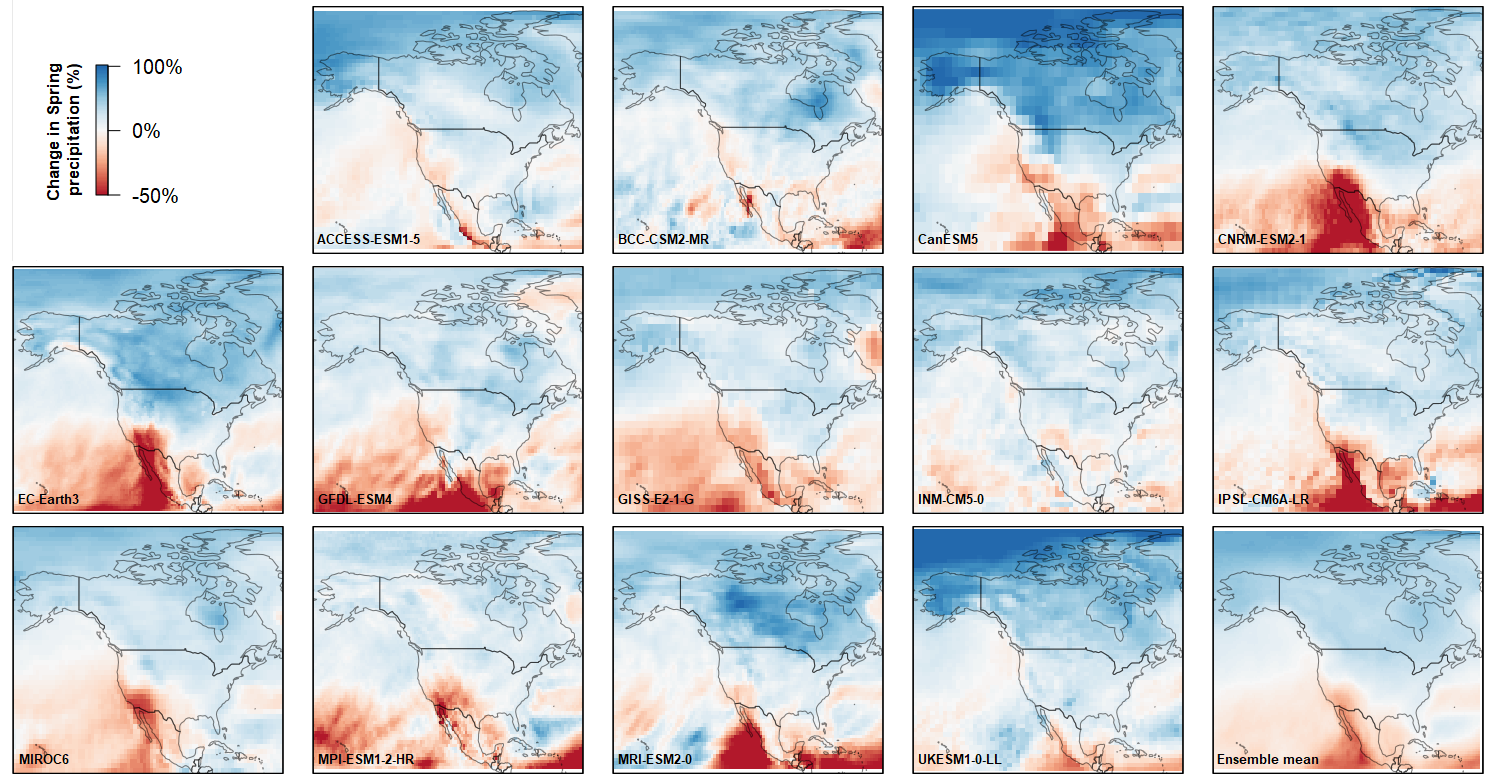 Change in Spring
precipitation (%)
100%
0%
-50%
ACCESS-ESM1-5
BCC-CSM2-MR
CanESM5
CNRM-ESM2-1
EC-Earth3
GFDL-ESM4
GISS-E2-1-G
INM-CM5-0
IPSL-CM6A-LR
MIROC6
MPI-ESM1-2-HR
MRI-ESM2-0
UKESM1-0-LL
Ensemble mean